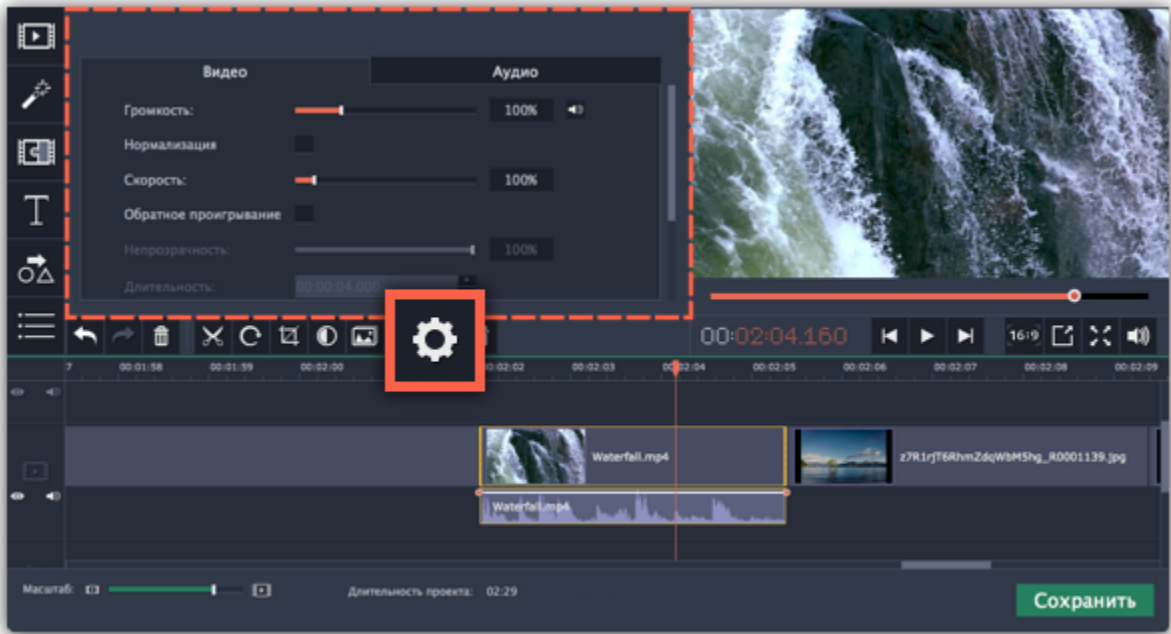 Видео Аудио
Громкость: 100%
Нормализация
Скорость: 100%
Обратное проигрывание
Непрозрачность: 100%
Длительность: 00:00:04.000
T
00:02:04.160 16:9
7 00:01:58 00:01:59 00:02:00 00:02:02 00:02:03 00:02:04 00:02:05 00:02:06 00:02:07 00:02:08 00:02:09
Waterfall.mp4 z7R1rjT6RhmZdqWbM5hg_R0001139.jpg
Waterfall.mp4
Масштаб: Длительность проекта: 02:29
Сохранить